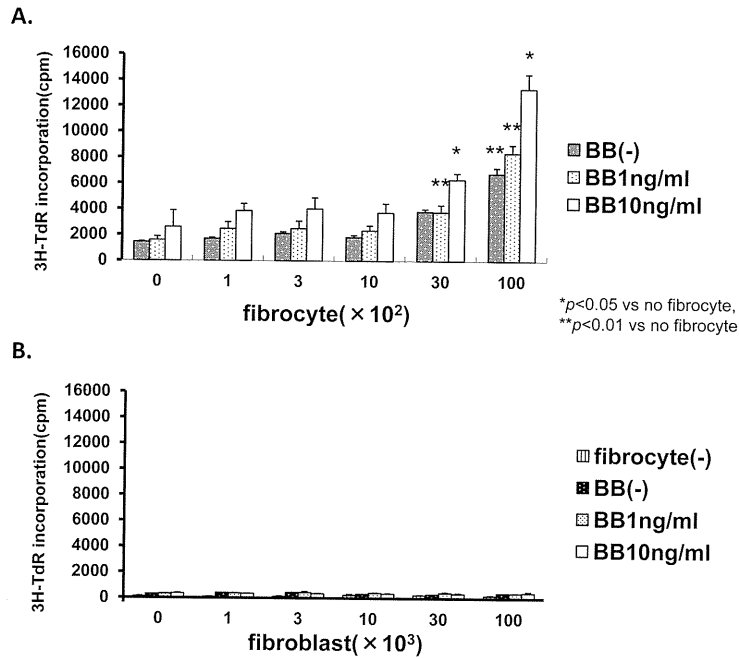 A.
3H-TdR incorporation(cpm)
16000
14000
12000
10000
8000
6000
4000
2000
0
0 1 3 10 30 100
fibrocyte(×10²)
** * ** ** *
BB(-)
BB1ng/ml
BB10ng/ml
*p<0.05 vs no fibrocyte,
**p<0.01 vs no fibrocyte
B.
3H-TdR incorporation(cpm)
16000
14000
12000
10000
8000
6000
4000
2000
0
0 1 3 10 30 100
fibroblast(×10³)
fibrocyte(-)
BB(-)
BB1ng/ml
BB10ng/ml